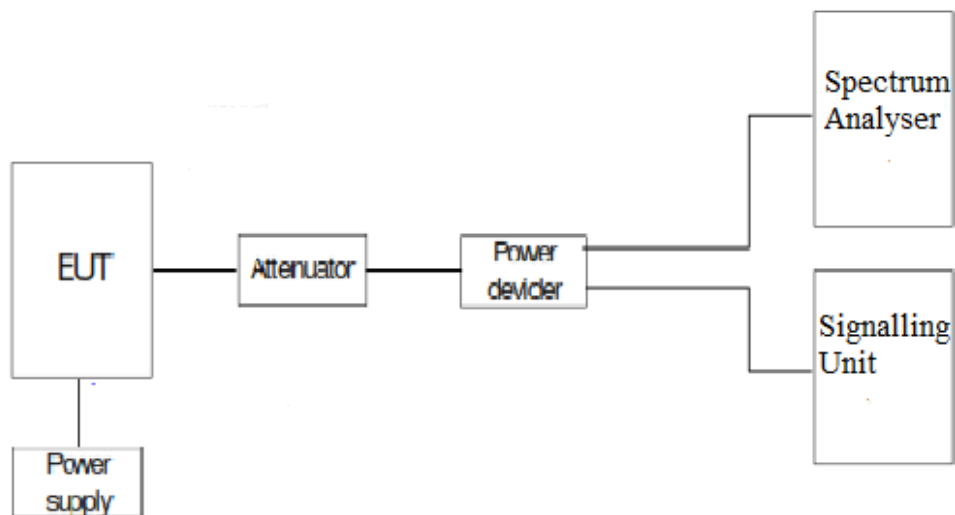 Spectrum
Analyser
EUT
Attenuator
Power
devider
Signalling
Unit
Power
supply